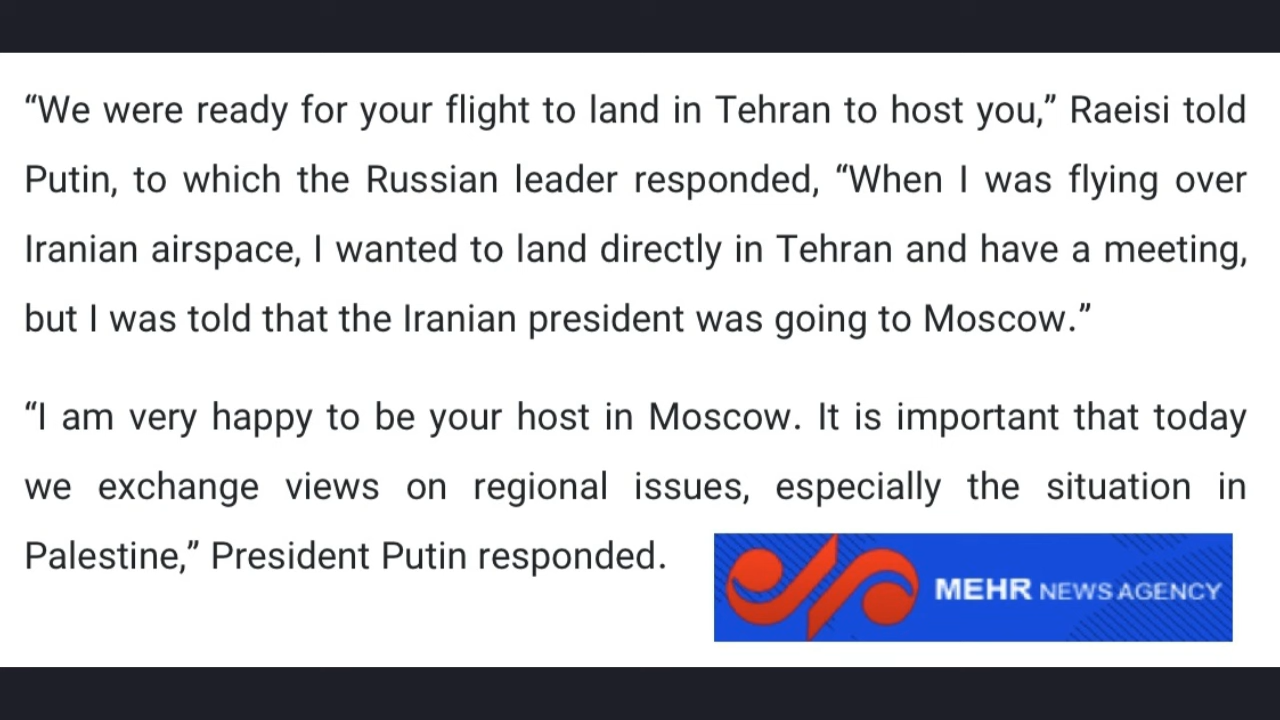 “We were ready for your flight to land in Tehran to host you,” Raeisi told
Putin, to which the Russian leader responded, “When I was flying over
Iranian airspace, I wanted to land directly in Tehran and have a meeting,
but I was told that the Iranian president was going to Moscow.”
“I am very happy to be your host in Moscow. It is important that today
we exchange views on regional issues, especially the situation in
Palestine,” President Putin responded.
MEHR NEWS AGENCY